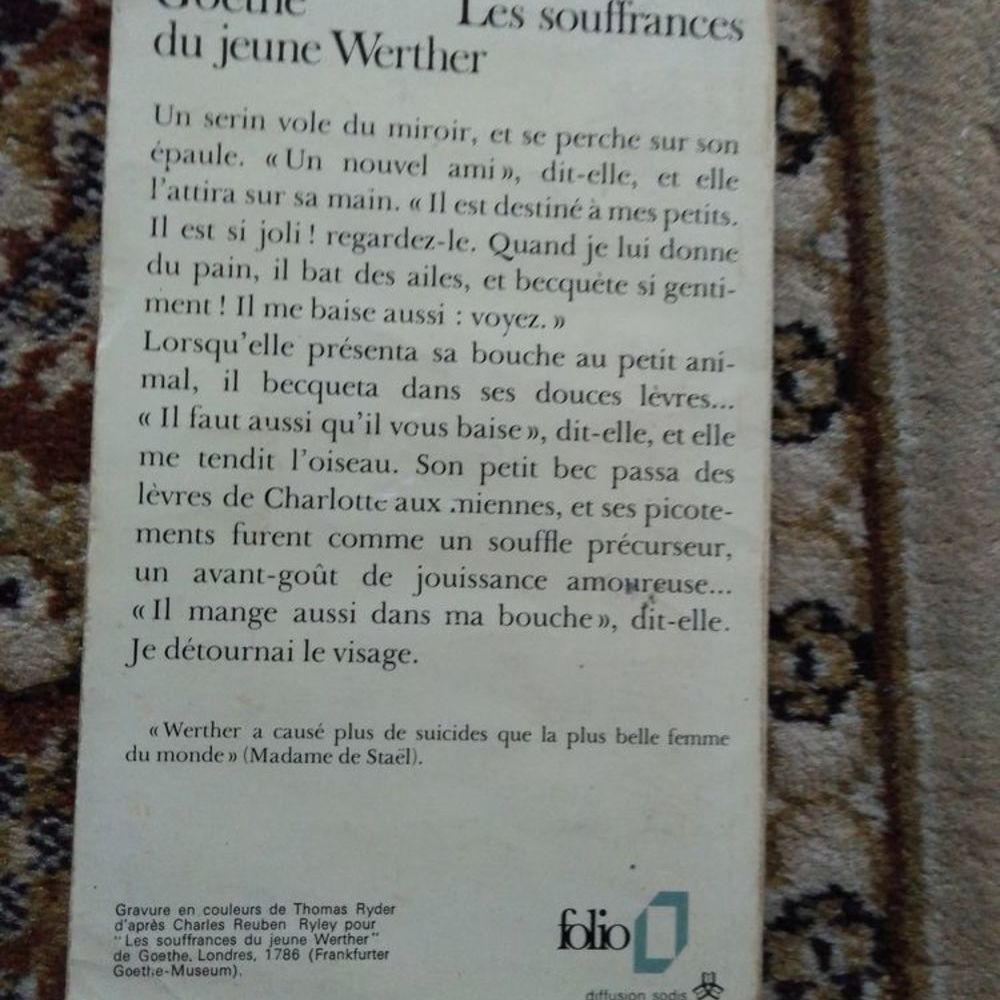 Goethe Les souffrances
du jeune Werther
Un serin vole du miroir, et se perche sur son
épaule. « Un nouvel ami », dit-elle, et elle
l'attira sur sa main. « Il est destiné à mes petits.
Il est si joli ! regardez-le. Quand je lui donne
du pain, il bat des ailes, et becquète si genti-
ment ! Il me baise aussi : voyez. »
Lorsqu'elle présenta sa bouche au petit ani-
mal, il becqueta dans ses douces lèvres...
« Il faut aussi qu'il vous baise », dit-elle, et elle
me tendit l'oiseau. Son petit bec passa des
lèvres de Charlotte aux miennes, et ses picote-
ments furent comme un souffle précurseur,
un avant-goût de jouissance amoureuse...
« Il mange aussi dans ma bouche », dit-elle.
Je détournai le visage.
« Werther a causé plus de suicides que la plus belle femme
du monde » (Madame de Staël).
Gravure en couleurs de Thomas Ryder
d'après Charles Reuben Ryley pour
"Les souffrances du jeune Werther"
de Goethe. Londres, 1786 (Frankfurter
Goethe-Museum).
folio
diffusion sodis